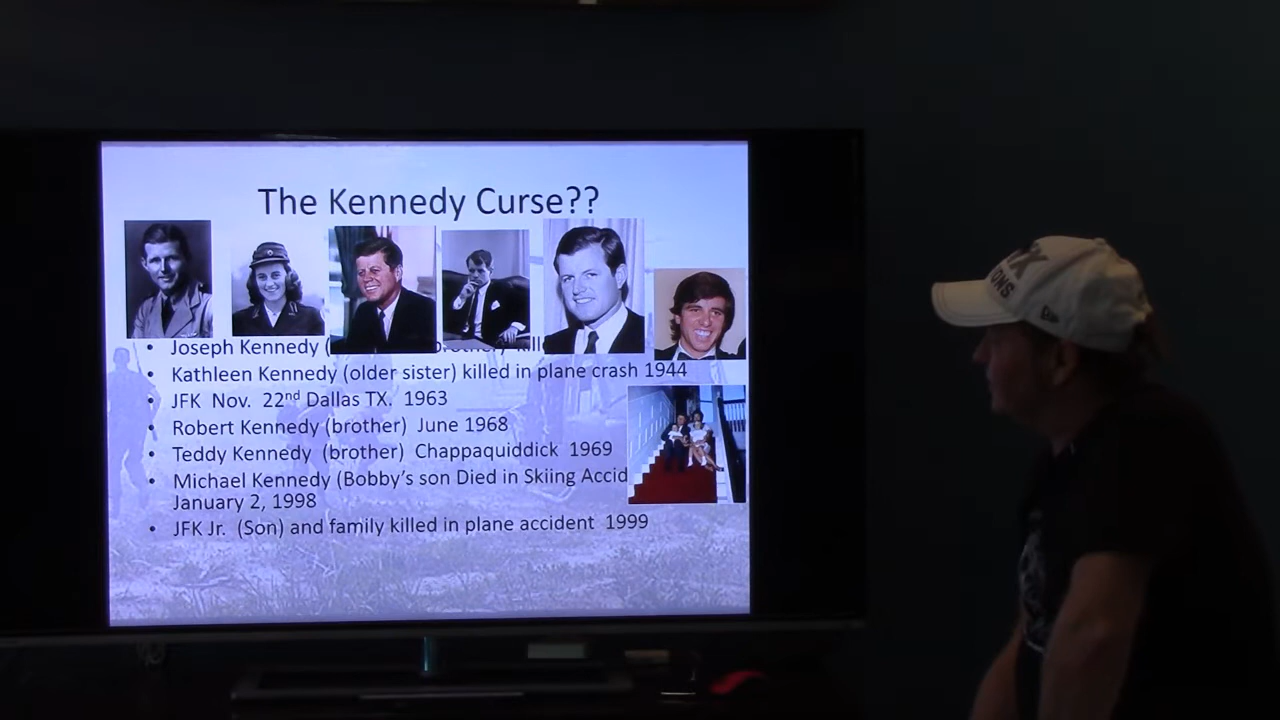 The Kennedy Curse??
• Joseph Kennedy (
• Kathleen Kennedy (older sister) killed in plane crash 1944
• JFK Nov. 22nd Dallas TX. 1963
• Robert Kennedy (brother) June 1968
• Teddy Kennedy (brother) Chappaquiddick 1969
• Michael Kennedy (Bobby's son Died in Skiing Accid
January 2, 1998
• JFK Jr. (Son) and family killed in plane accident 1999